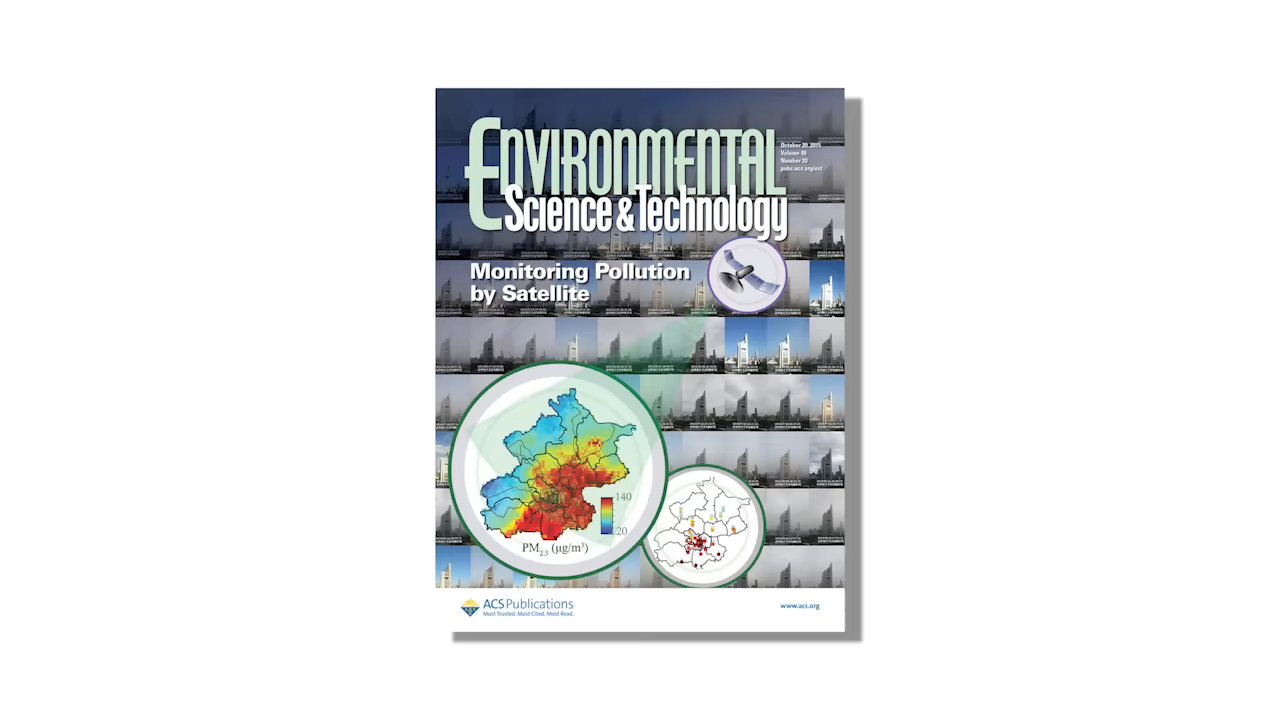 ENVIRONMENTAL
Science & Technology
October 20, 2015
Volume 49
Number 20
pubs.acs.org/est
Monitoring Pollution
by Satellite
140
20
PM2.5 (μg/m³)
ACS Publications
Most Trusted. Most Cited. Most Read.
www.acs.org